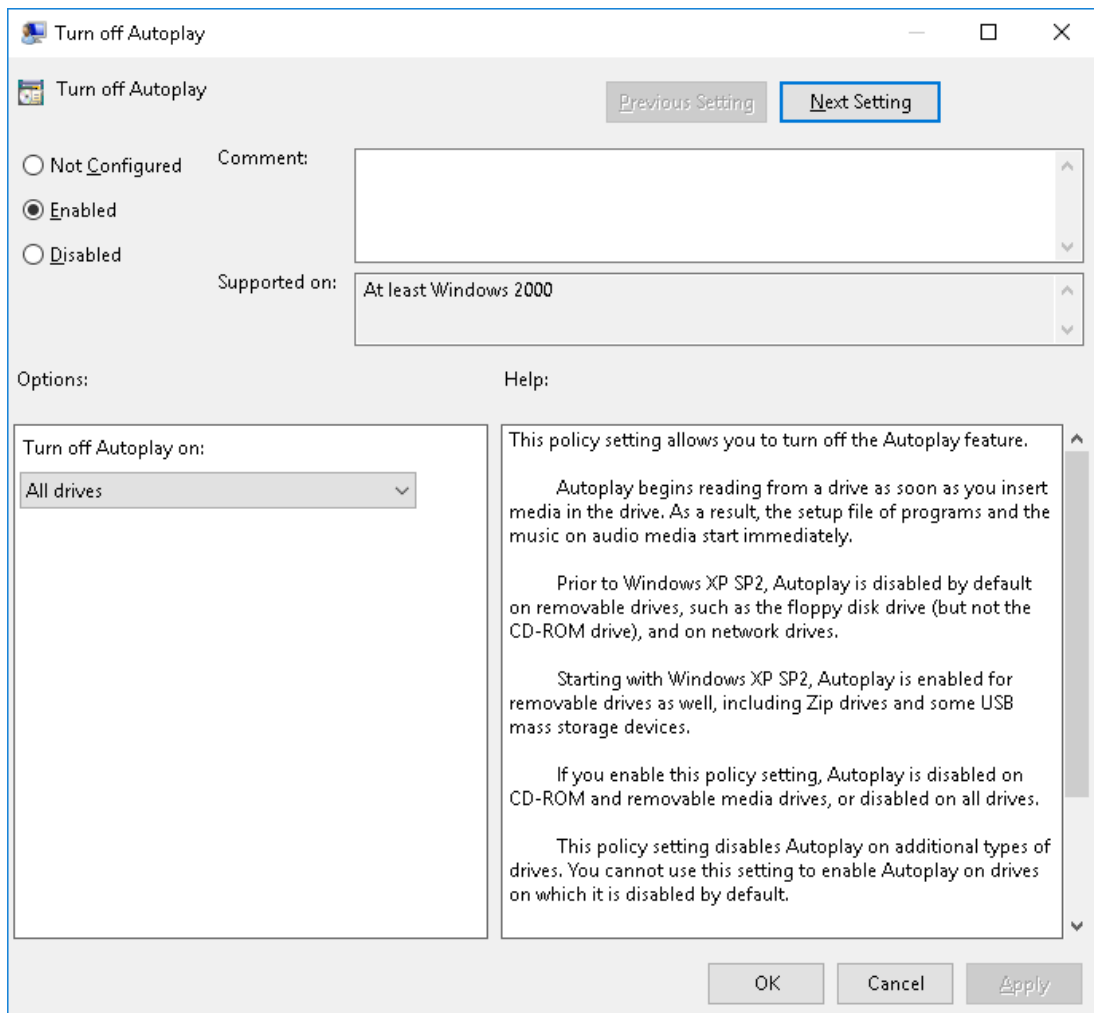 Turn off Autoplay
Turn off Autoplay
Previous Setting
Next Setting
Not Configured
Comment:
Enabled
Disabled
Supported on:
At least Windows 2000
Options:
Help:
Turn off Autoplay on:
All drives
This policy setting allows you to turn off the Autoplay feature.
Autoplay begins reading from a drive as soon as you insert
media in the drive. As a result, the setup file of programs and the
music on audio media start immediately.
Prior to Windows XP SP2, Autoplay is disabled by default
on removable drives, such as the floppy disk drive (but not the
CD-ROM drive), and on network drives.
Starting with Windows XP SP2, Autoplay is enabled for
removable drives as well, including Zip drives and some USB
mass storage devices.
If you enable this policy setting, Autoplay is disabled on
CD-ROM and removable media drives, or disabled on all drives.
This policy setting disables Autoplay on additional types of
drives. You cannot use this setting to enable Autoplay on drives
on which it is disabled by default.
OK
Cancel
Apply